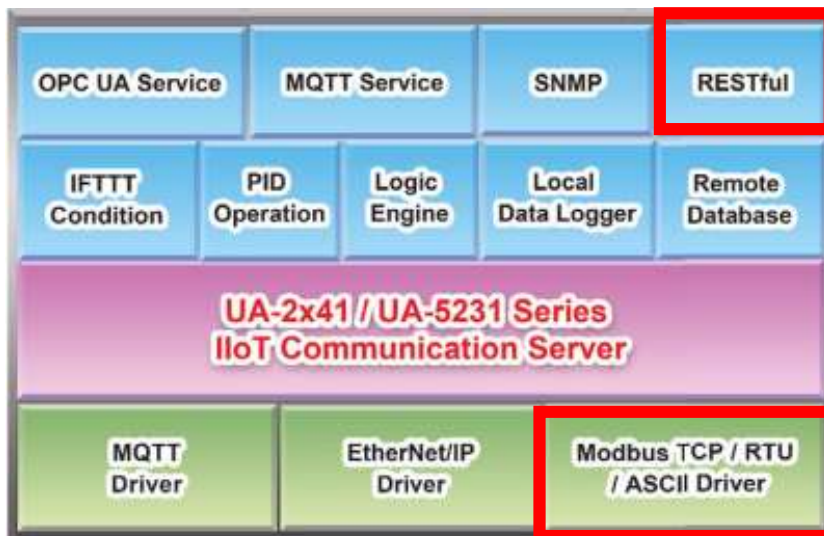 OPC UA Service
MQTT Service
SNMP
RESTful
IFTTT
Condition
PID
Operation
Logic
Engine
Local
Data Logger
Remote
Database
UA-2x41 / UA-5231 Series
IIoT Communication Server
MQTT
Driver
EtherNet/IP
Driver
Modbus TCP / RTU
/ ASCII Driver